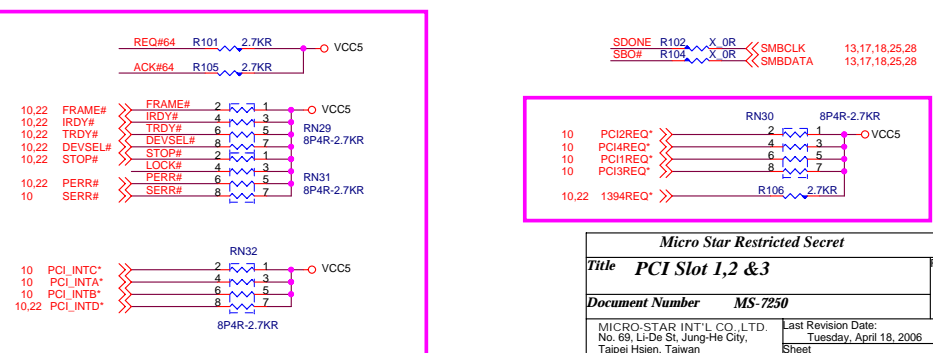 REQ#64 R101 2.7KR VCC5
ACK#64 R105 2.7KR
10,22 FRAME# FRAME# 2 1 VCC5
10,22 IRDY# IRDY# 4 3
10,22 TRDY# TRDY# 6 5 RN29
10,22 DEVSEL# DEVSEL# 8 7 8P4R-2.7KR
10,22 STOP# STOP# 2 1
LOCK# 4 3
10,22 PERR# PERR# 6 5 RN31
10 SERR# SERR# 8 7 8P4R-2.7KR
RN32
10 PCI_INTC* 2 1 VCC5
10 PCI_INTA* 4 3
10 PCI_INTB* 6 5
10,22 PCI_INTD* 8 7
8P4R-2.7KR
SDONE R102 X_0R SMBCLK 13,17,18,25,28
SBO# R104 X_0R SMBDATA 13,17,18,25,28
RN30 8P4R-2.7KR
10 PCI2REQ* 2 1 VCC5
10 PCI4REQ* 4 3
10 PCI1REQ* 6 5
10 PCI3REQ* 8 7
10,22 1394REQ* R106 2.7KR
Micro Star Restricted Secret
Title PCI Slot 1,2 &3
Document Number MS-7250
MICRO-STAR INT'L CO.,LTD.
No. 69, Li-De St, Jung-He City,
Taipei Hsien, Taiwan
Last Revision Date:
Tuesday, April 18, 2006
Sheet